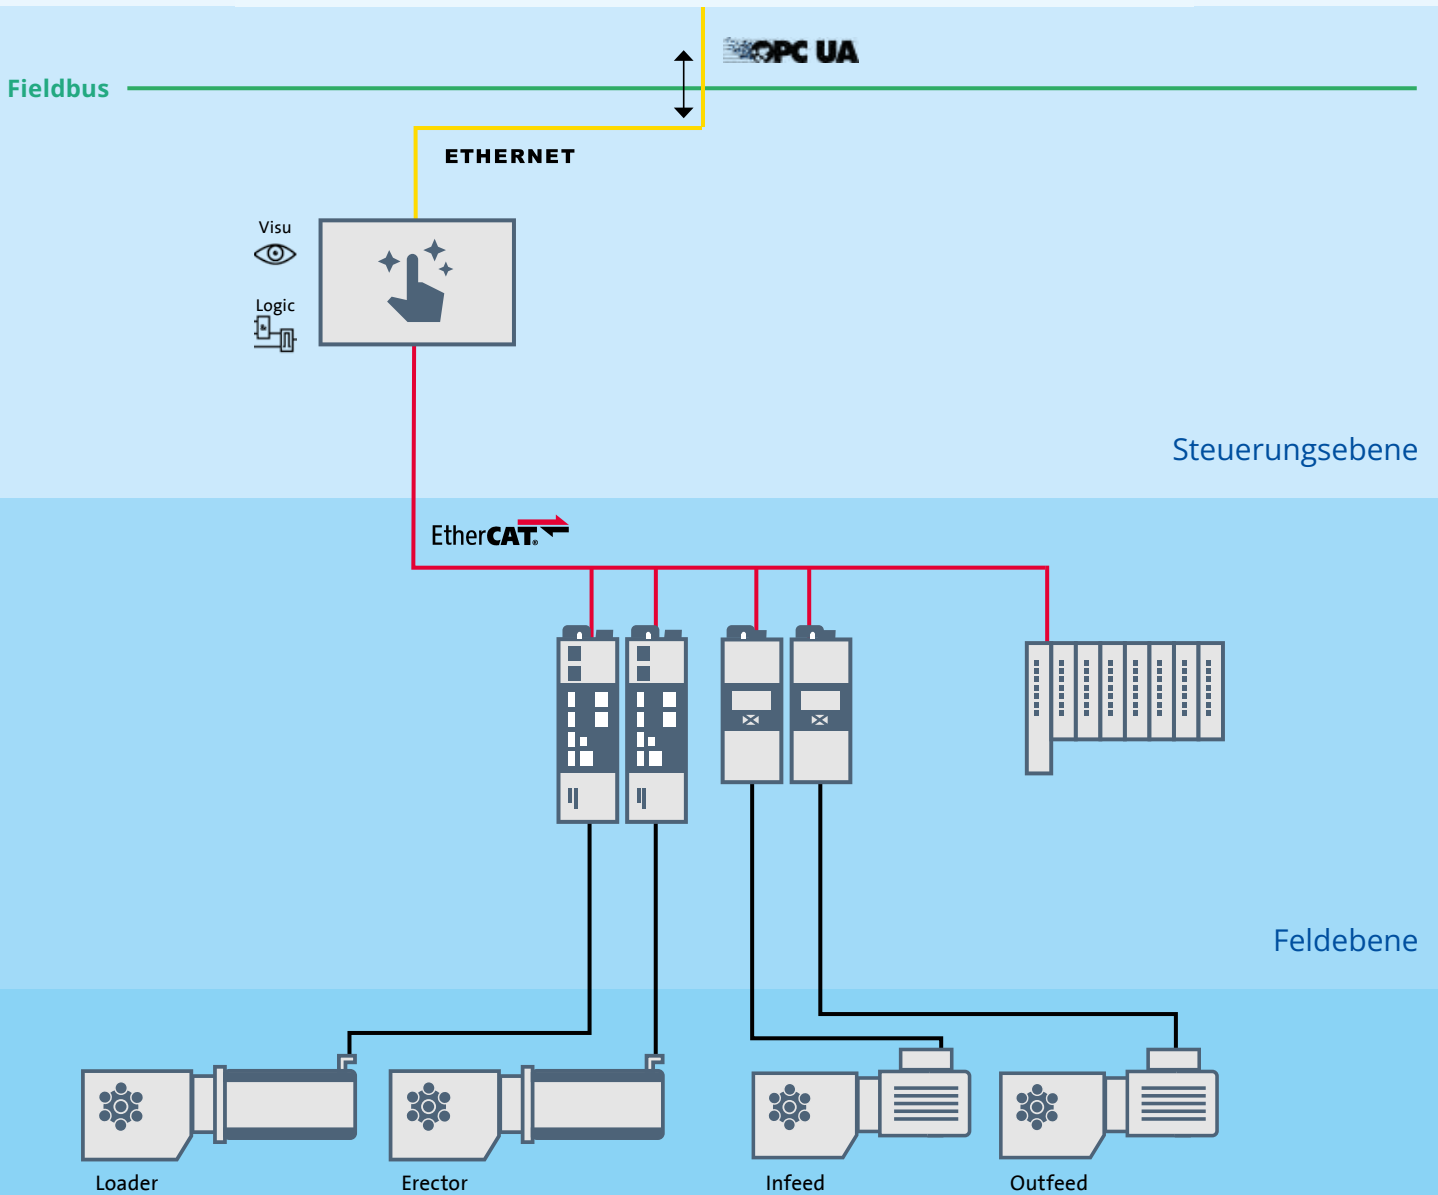 OPC UA
Fieldbus
ETHERNET
Visu
Logic
Steuerungsebene
EtherCAT®
Feldebene
Loader
Erector
Infeed
Outfeed